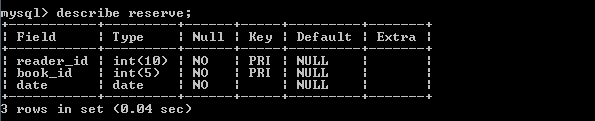 mysql> describe reserve;
+-----------+---------+------+-----+---------+-------+
| Field     | Type    | Null | Key | Default | Extra |
+-----------+---------+------+-----+---------+-------+
| reader_id | int(10) | NO   | PRI | NULL    |       |
| book_id   | int(5)  | NO   | PRI | NULL    |       |
| date      | date    | NO   |     | NULL    |       |
+-----------+---------+------+-----+---------+-------+
3 rows in set (0.04 sec)